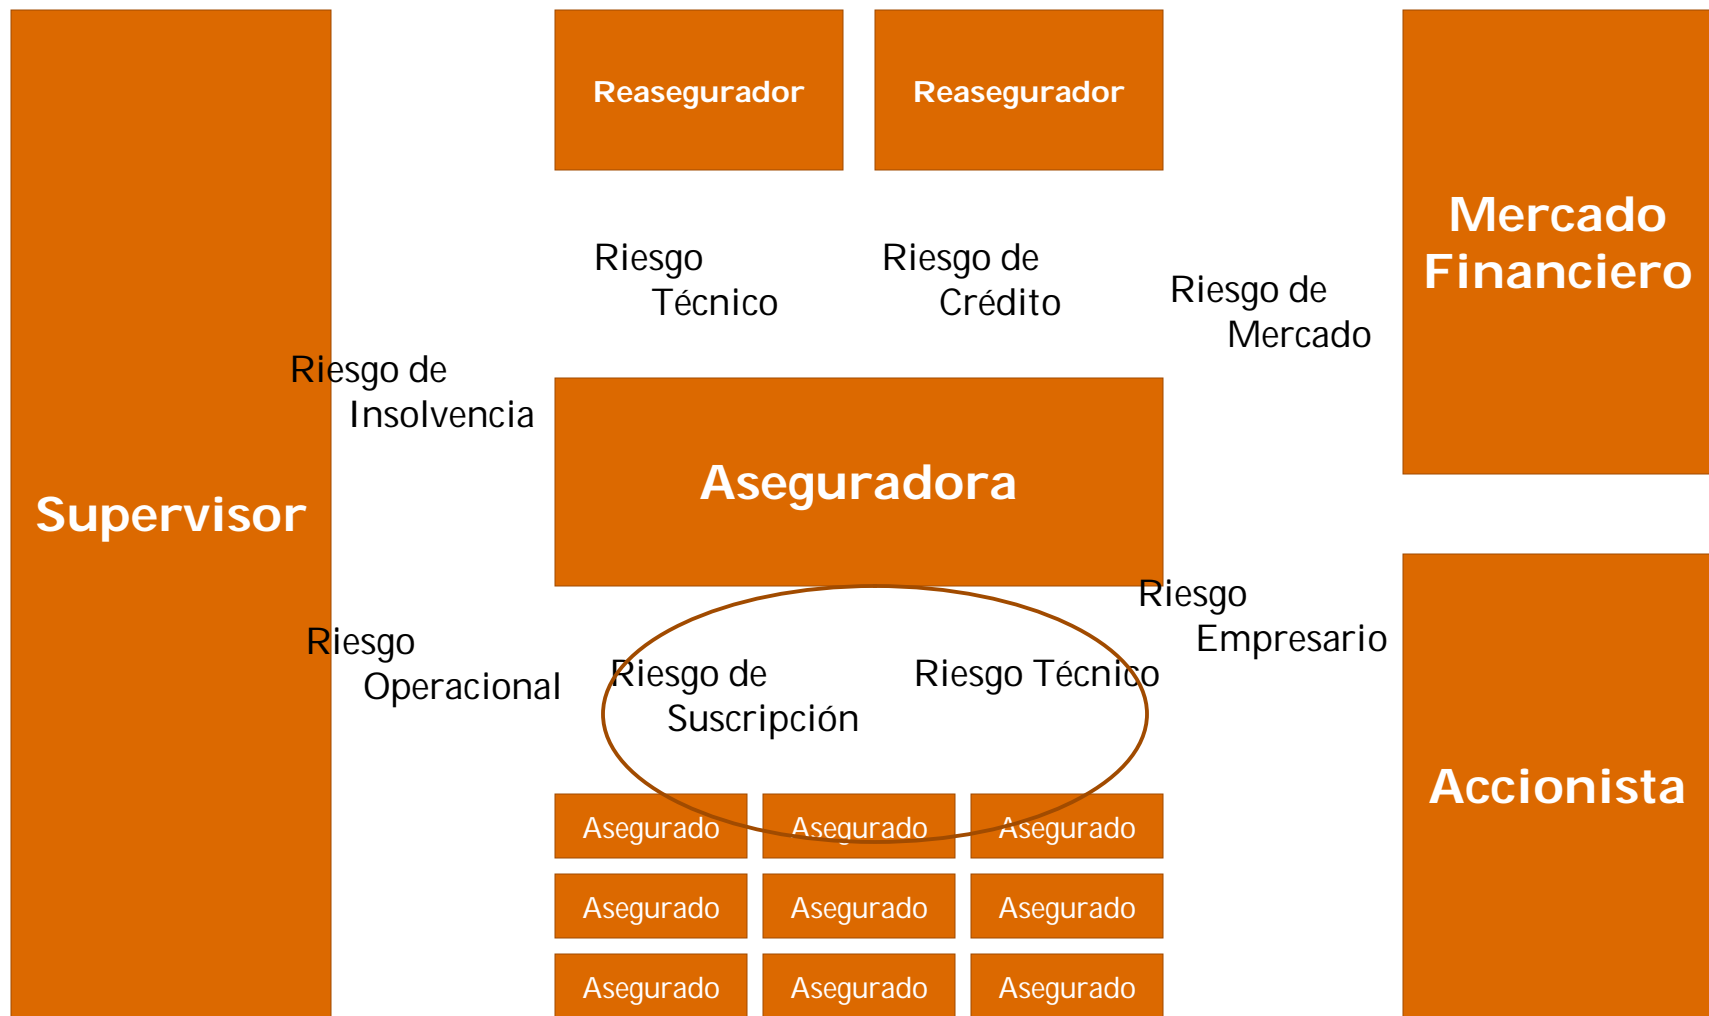 Reasegurador
Reasegurador
Mercado
Financiero
Riesgo
Técnico
Riesgo de
Crédito
Riesgo de
Mercado
Riesgo de
Insolvencia
Aseguradora
Supervisor
Riesgo
Empresario
Riesgo
Operacional
Riesgo de
Suscripción
Riesgo Técnico
Accionista
Asegurado
Asegurado
Asegurado
Asegurado
Asegurado
Asegurado
Asegurado
Asegurado
Asegurado